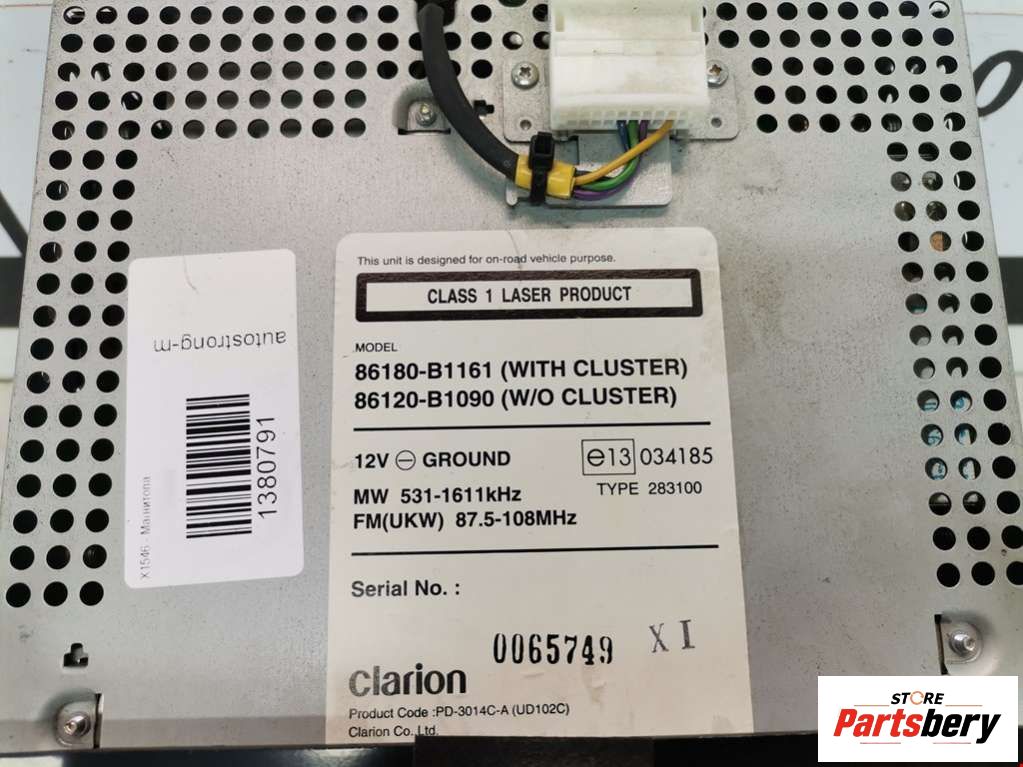 This unit is designed for on-road vehicle purpose.
CLASS 1 LASER PRODUCT
MODEL
86180-B1161 (WITH CLUSTER)
86120-B1090 (W/O CLUSTER)
12V ⊖ GROUND
e13 034185
TYPE 283100
MW 531-1611kHz
FM(UKW) 87.5-108MHz
Serial No. :
0065749 XI
clarion
Product Code :PD-3014C-A (UD102C)
Clarion Co.,Ltd.
autostrong-m
1380791
X1546 - Магнитола
STORE
Partsbery